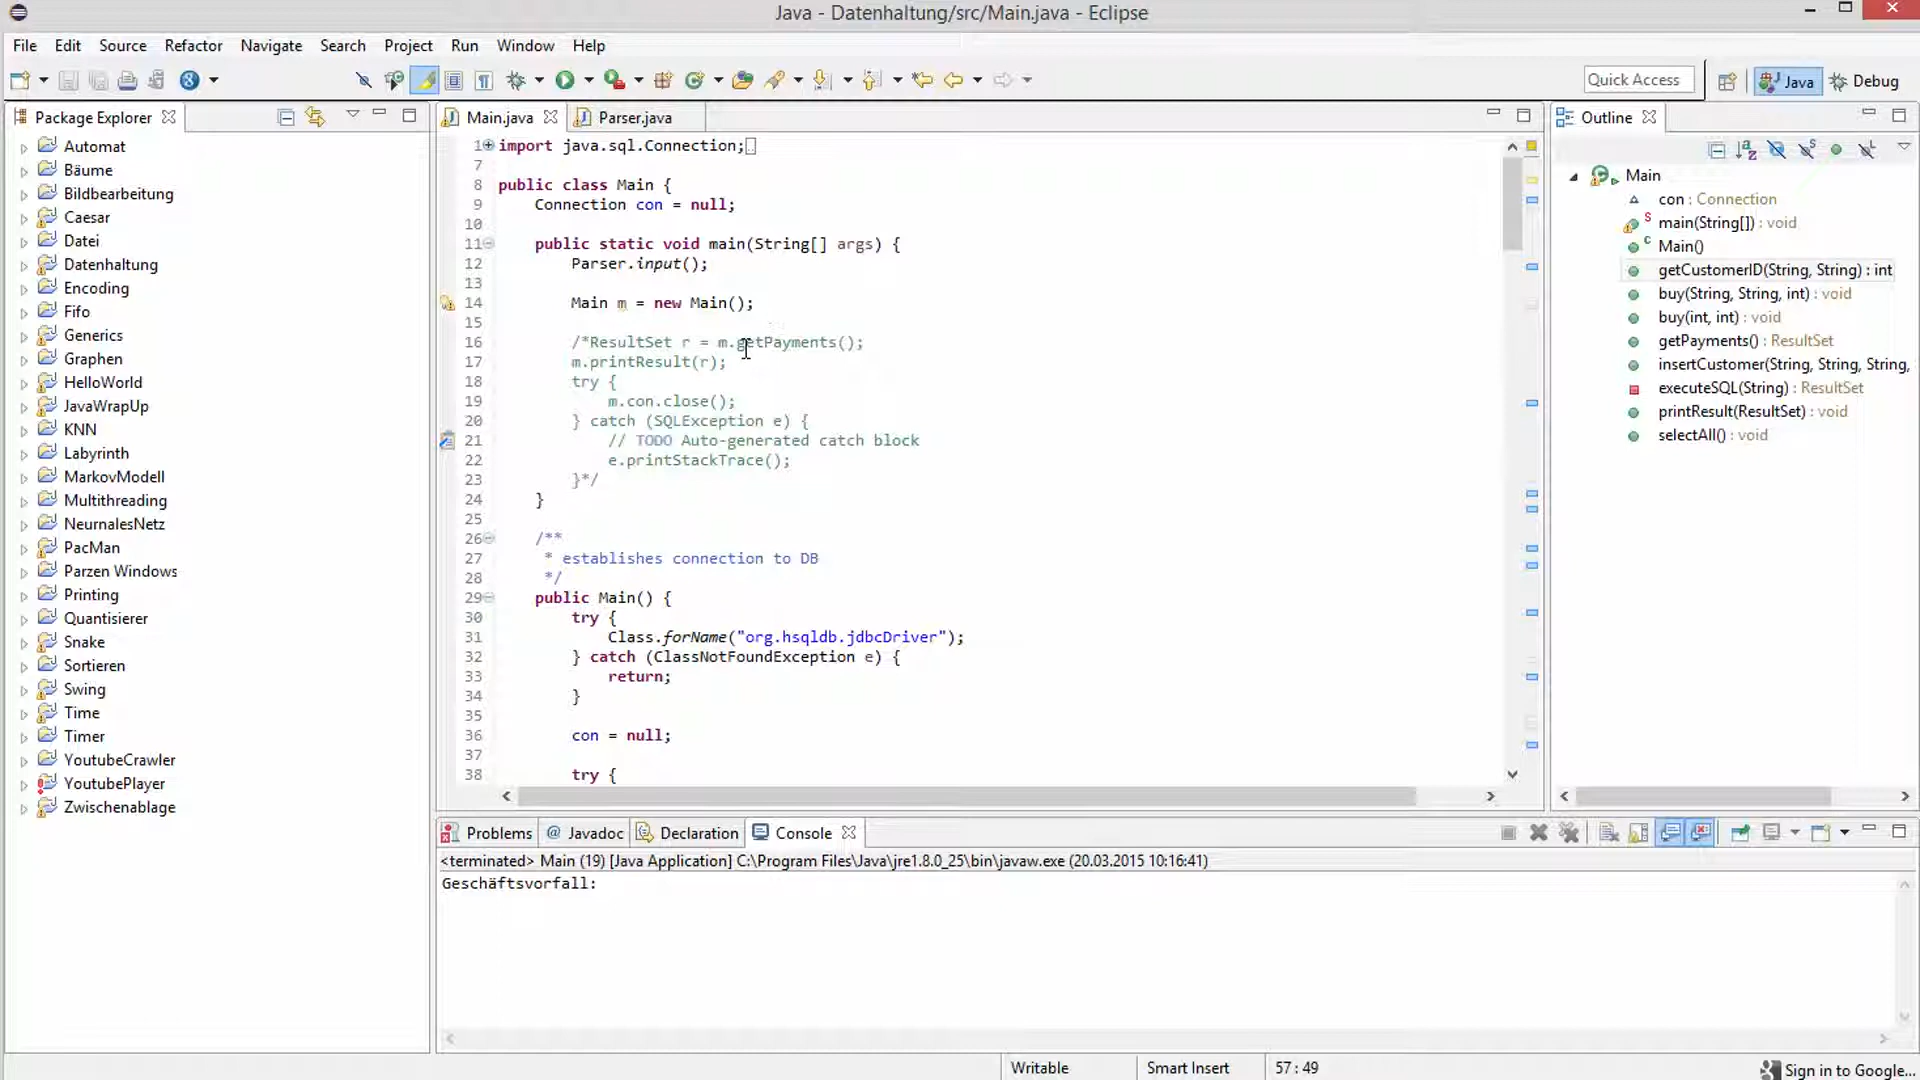 Java - Datenhaltung/src/Main.java - Eclipse
File Edit Source Refactor Navigate Search Project Run Window Help
Quick Access Java Debug
Package Explorer
Automat
Bäume
Bildbearbeitung
Caesar
Datei
Datenhaltung
Encoding
Fifo
Generics
Graphen
HelloWorld
JavaWrapUp
KNN
Labyrinth
MarkovModell
Multithreading
NeurnalesNetz
PacMan
Parzen Windows
Printing
Quantisierer
Snake
Sortieren
Swing
Time
Timer
YoutubeCrawler
YoutubePlayer
Zwischenablage
Main.java Parser.java
1 import java.sql.Connection;
7
8 public class Main {
9 Connection con = null;
10
11 public static void main(String[] args) {
12 Parser.input();
13
14 Main m = new Main();
15
16 /*ResultSet r = m.getPayments();
17 m.printResult(r);
18 try {
19 m.con.close();
20 } catch (SQLException e) {
21 // TODO Auto-generated catch block
22 e.printStackTrace();
23 }*/
24 }
25
26 /**
27 * establishes connection to DB
28 */
29 public Main() {
30 try {
31 Class.forName("org.hsqldb.jdbcDriver");
32 } catch (ClassNotFoundException e) {
33 return;
34 }
35
36 con = null;
37
38 try {
Outline
Main
con : Connection
main(String[]) : void
Main()
getCustomerID(String, String) : int
buy(String, String, int) : void
buy(int, int) : void
getPayments() : ResultSet
insertCustomer(String, String, String,
executeSQL(String) : ResultSet
printResult(ResultSet) : void
selectAll() : void
Problems @ Javadoc Declaration Console
<terminated> Main (19) [Java Application] C:\Program Files\Java\jre1.8.0_25\bin\javaw.exe (20.03.2015 10:16:41)
Geschäftsvorfall:
Writable Smart Insert 57 : 49 Sign in to Google...